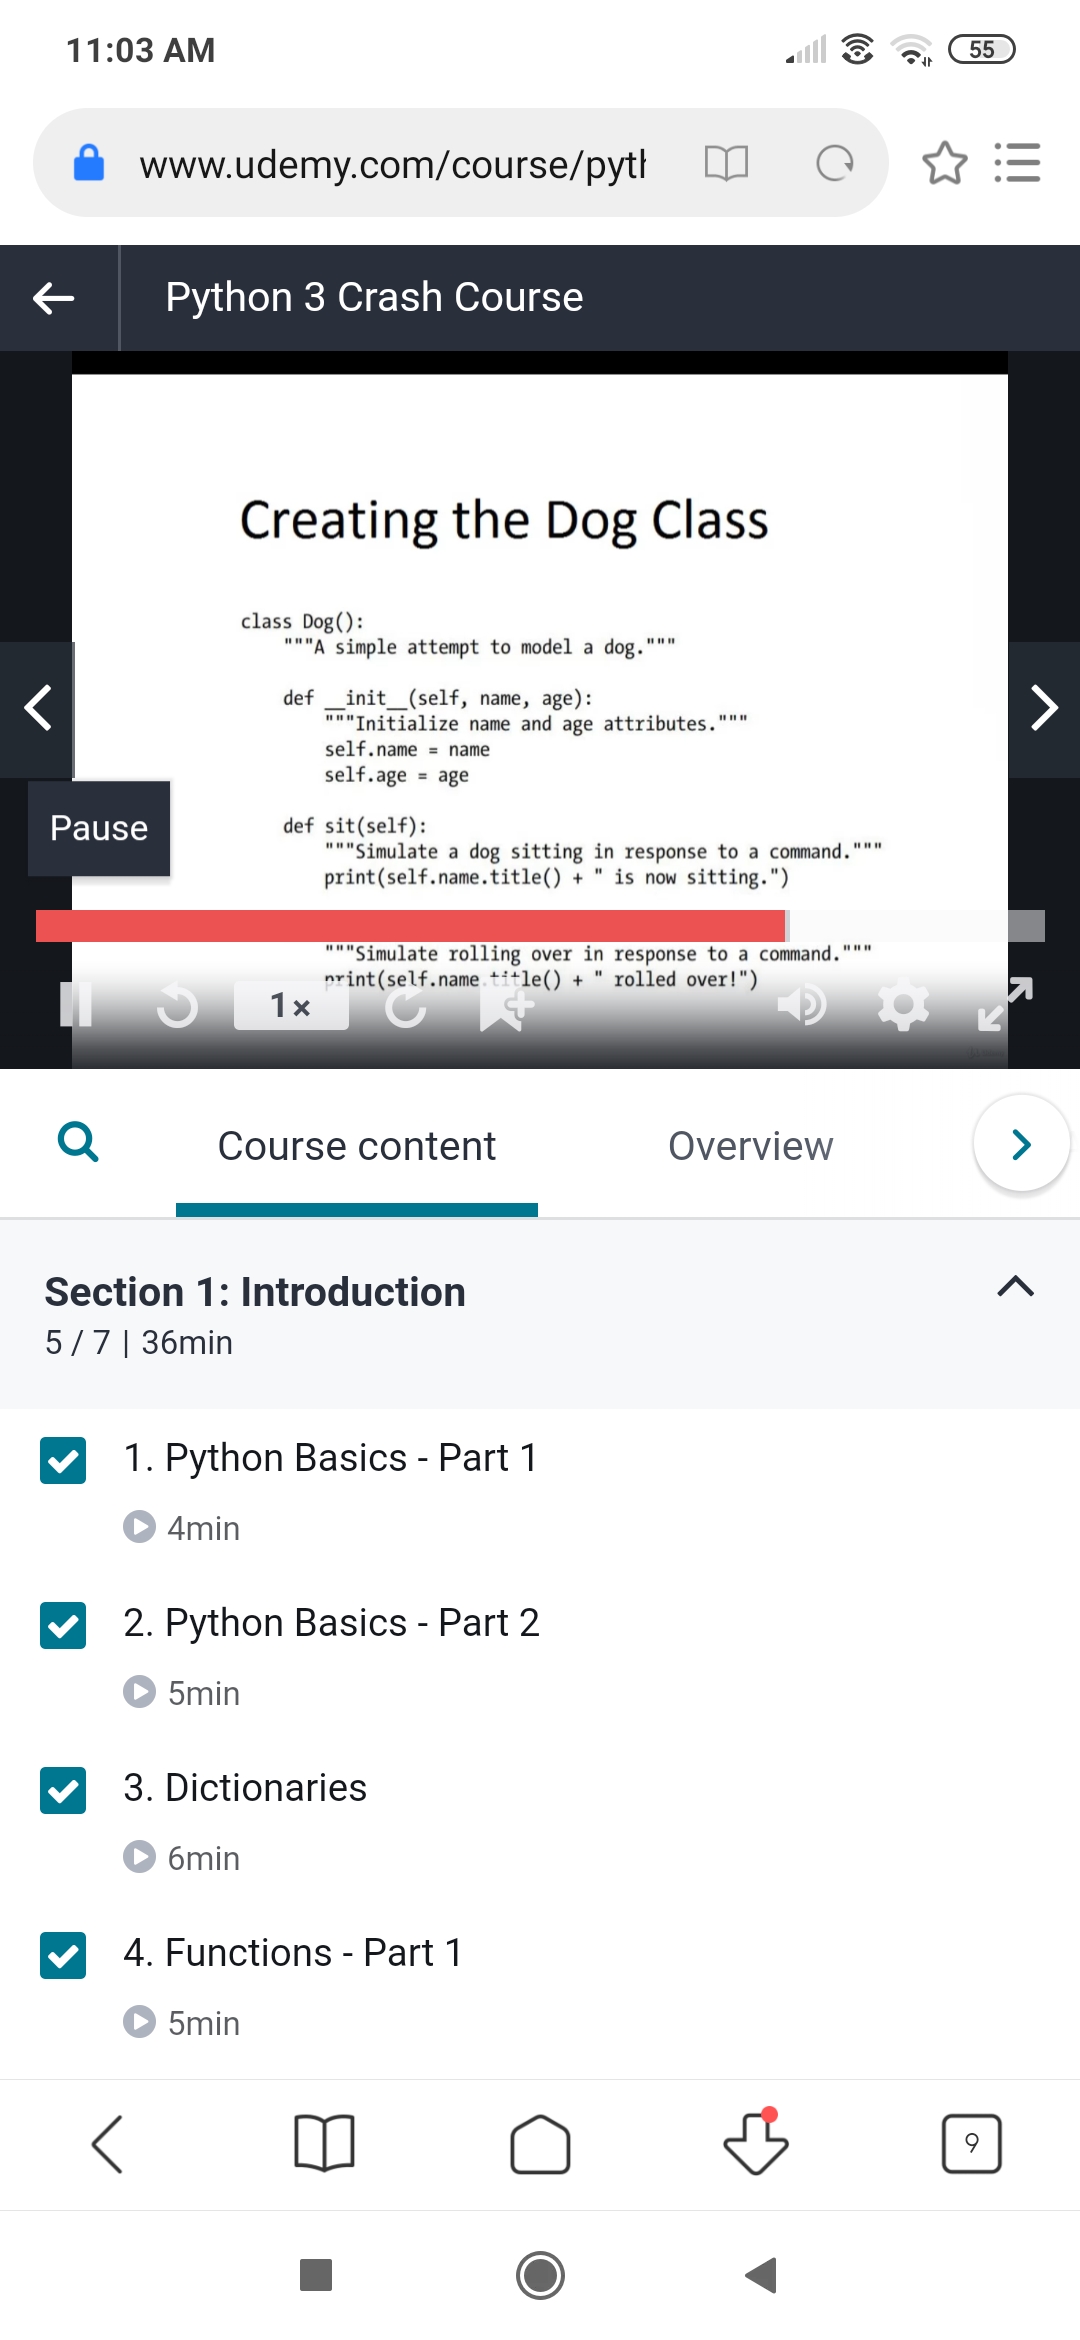 11:03 AM
55
www.udemy.com/course/pyt
Python 3 Crash Course
Creating the Dog Class
class Dog():
"""A simple attempt to model a dog."""
def __init__(self, name, age):
"""Initialize name and age attributes."""
self.name = name
self.age = age
Pause
def sit(self):
"""Simulate a dog sitting in response to a command."""
print(self.name.title() + " is now sitting.")
"""Simulate rolling over in response to a command."""
print(self.name.title() + " rolled over!")
1×
Course content
Overview
Section 1: Introduction
5 / 7 | 36min
1. Python Basics - Part 1
4min
2. Python Basics - Part 2
5min
3. Dictionaries
6min
4. Functions - Part 1
5min
9